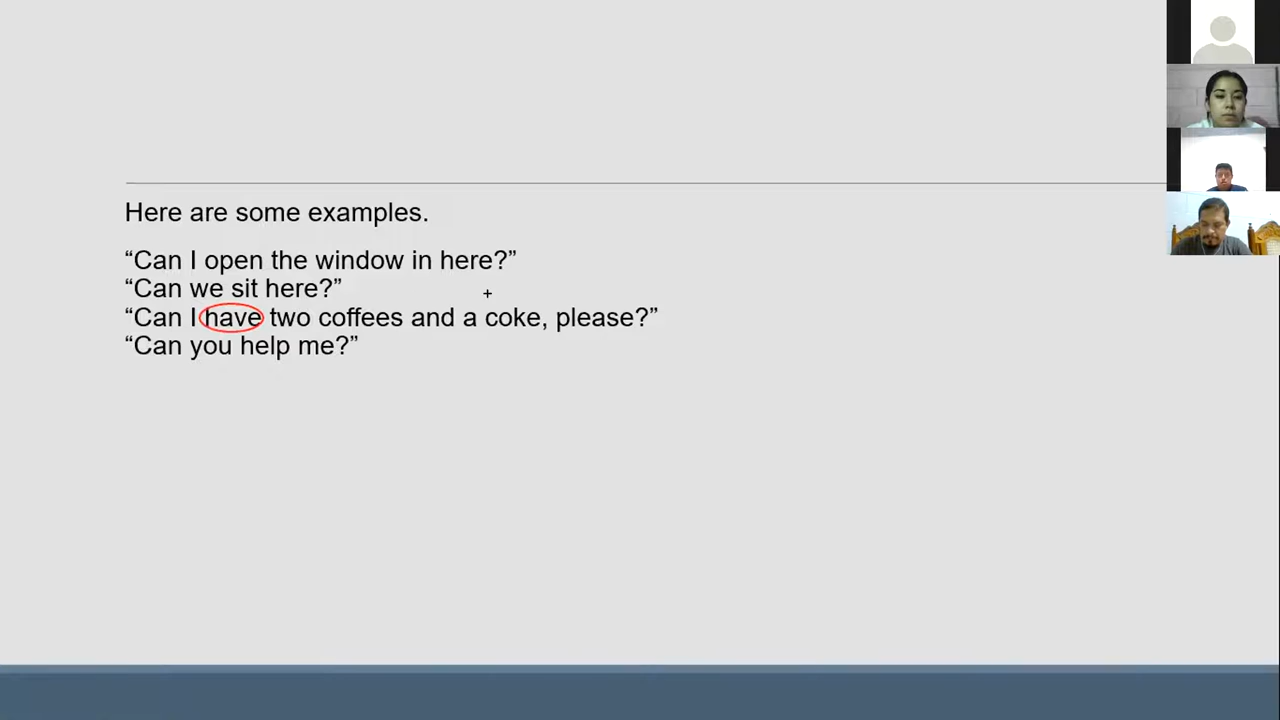 Here are some examples.
“Can I open the window in here?”
“Can we sit here?”
“Can I have two coffees and a coke, please?”
“Can you help me?”